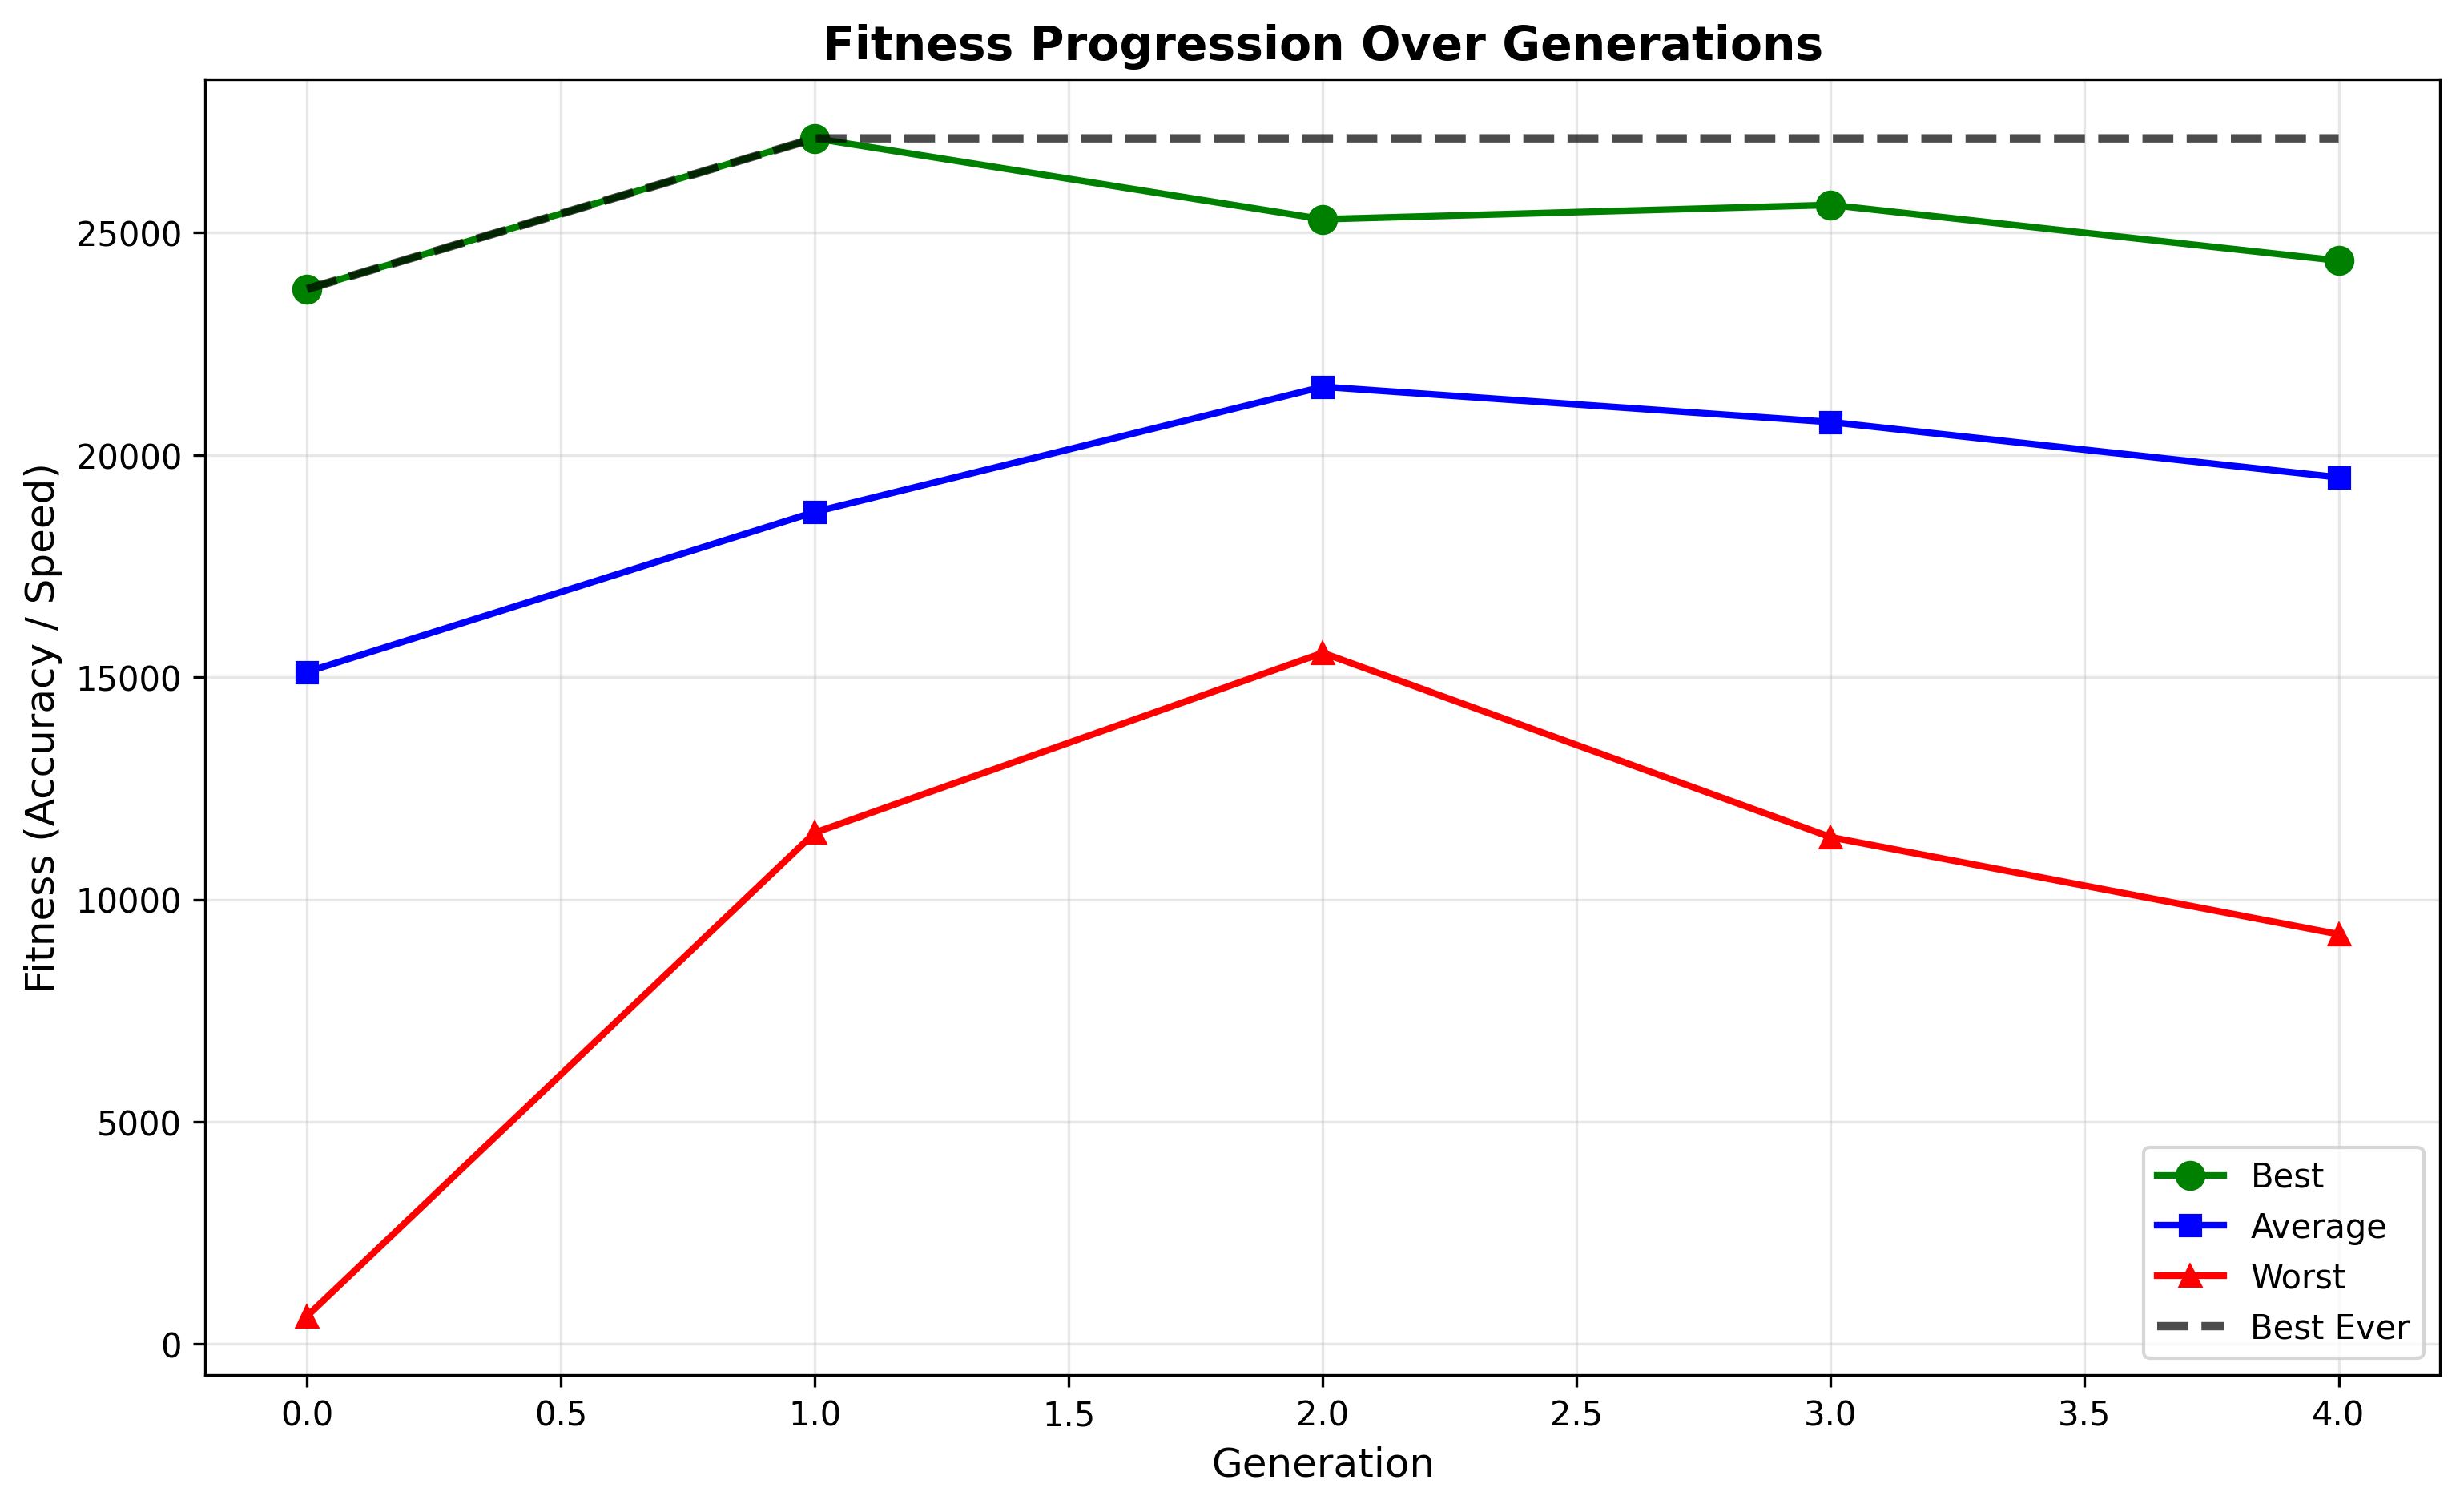 Fitness Progression Over Generations
Fitness (Accuracy / Speed)
25000
20000
15000
10000
5000
0
0.0 0.5 1.0 1.5 2.0 2.5 3.0 3.5 4.0
Generation
Best
Average
Worst
Best Ever